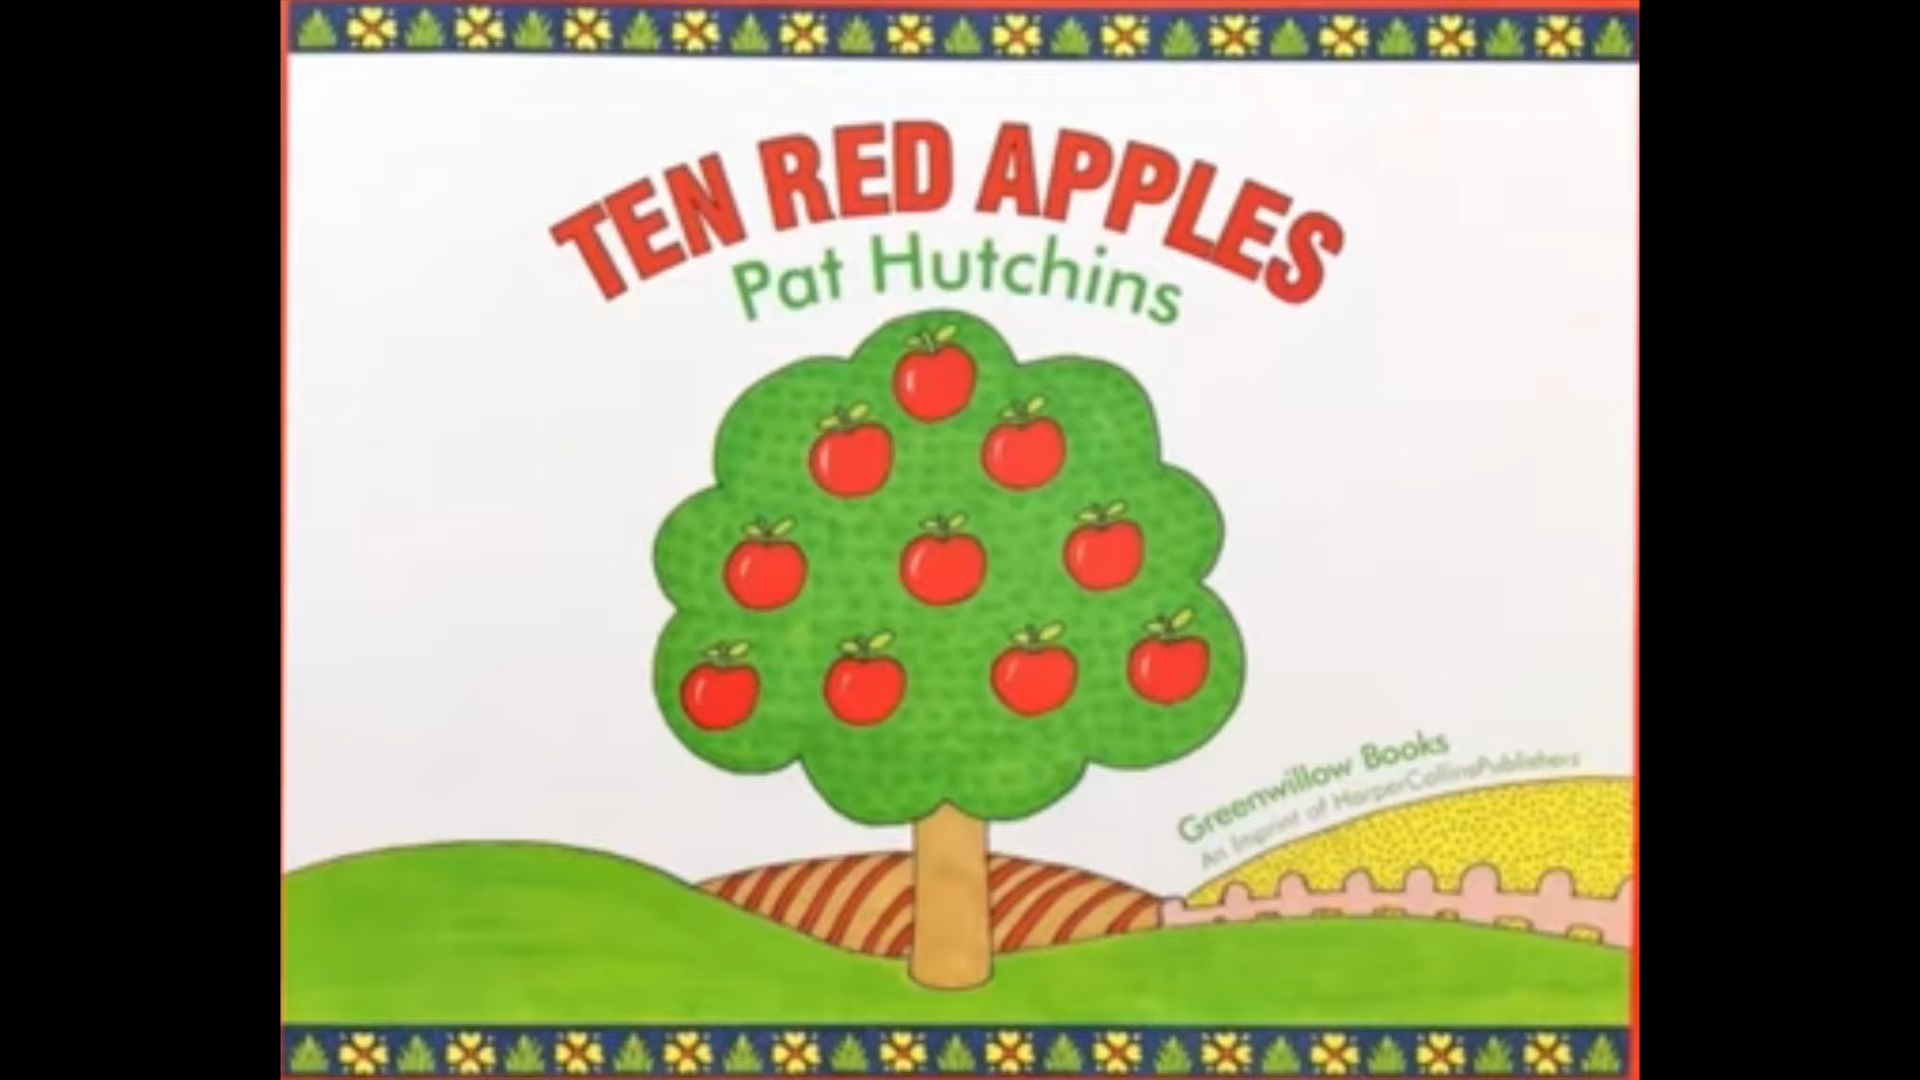 TEN RED APPLES
Pat Hutchins
Greenwillow Books
An Imprint of HarperCollinsPublishers